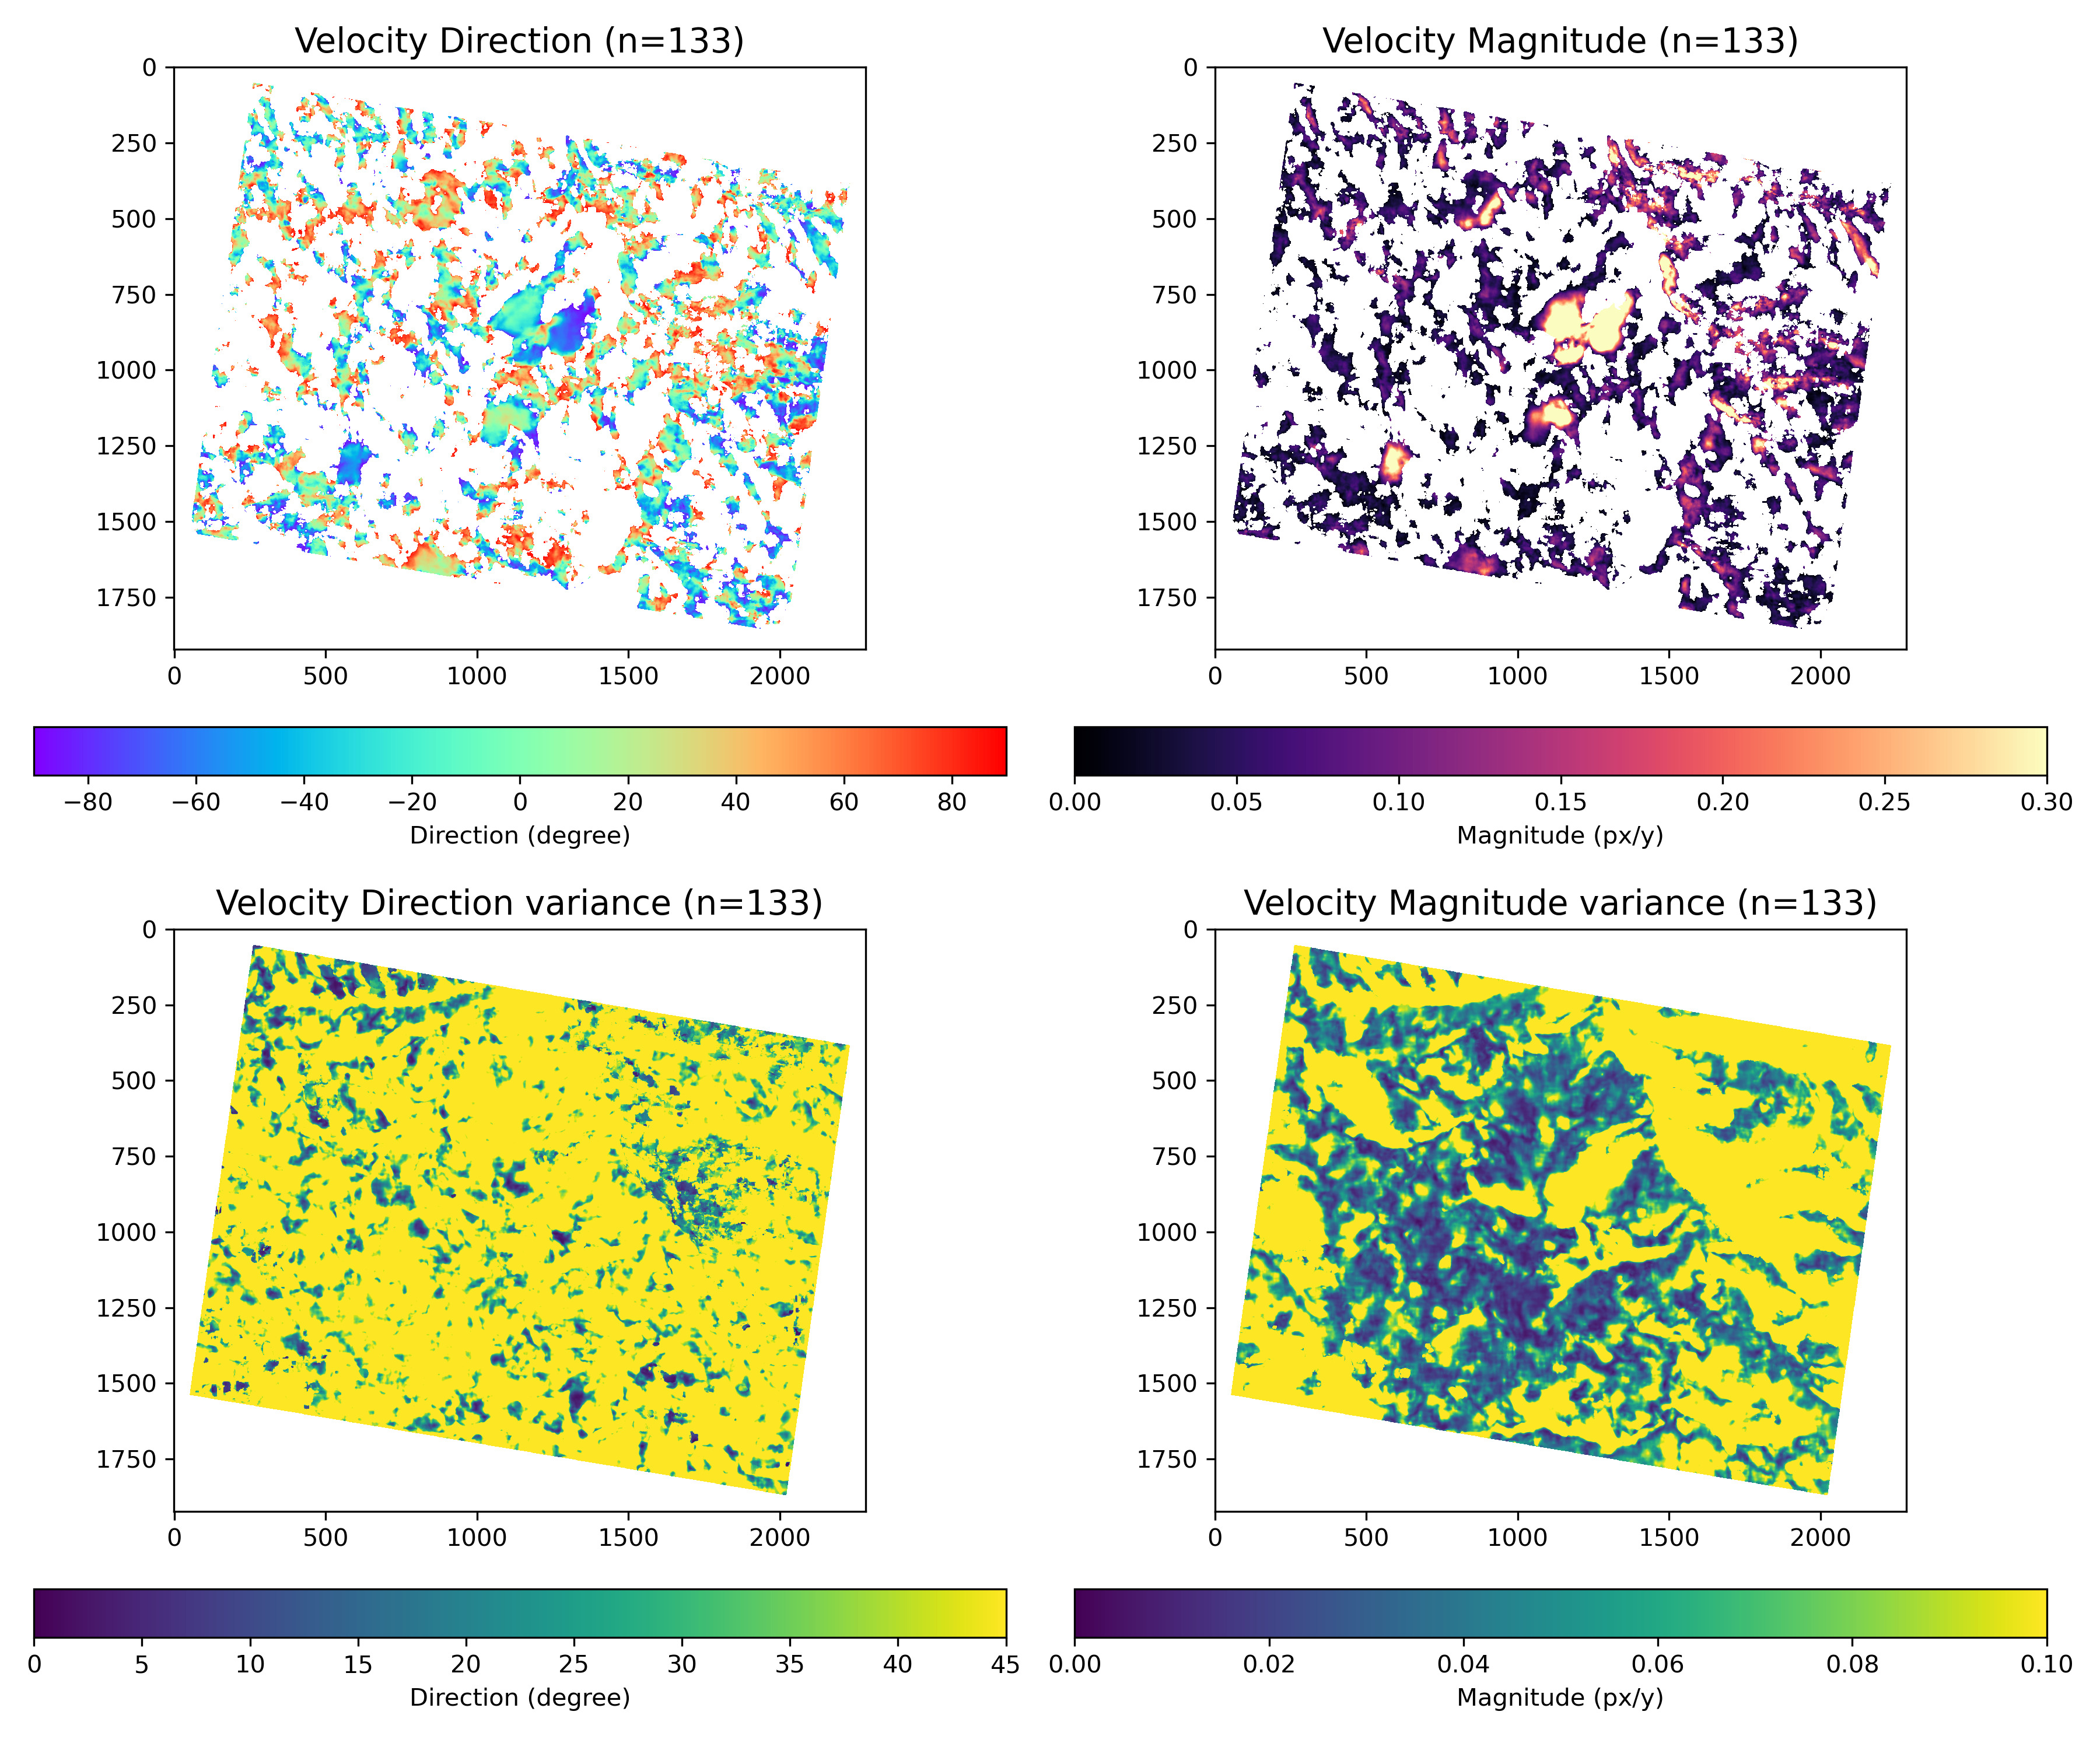 Velocity Direction (n=133)
0
250
500
750
1000
1250
1500
1750
0 500 1000 1500 2000
−80 −60 −40 −20 0 20 40 60 80
Direction (degree)
Velocity Magnitude (n=133)
0
250
500
750
1000
1250
1500
1750
0 500 1000 1500 2000
0.00 0.05 0.10 0.15 0.20 0.25 0.30
Magnitude (px/y)
Velocity Direction variance (n=133)
0
250
500
750
1000
1250
1500
1750
0 500 1000 1500 2000
0 5 10 15 20 25 30 35 40 45
Direction (degree)
Velocity Magnitude variance (n=133)
0
250
500
750
1000
1250
1500
1750
0 500 1000 1500 2000
0.00 0.02 0.04 0.06 0.08 0.10
Magnitude (px/y)